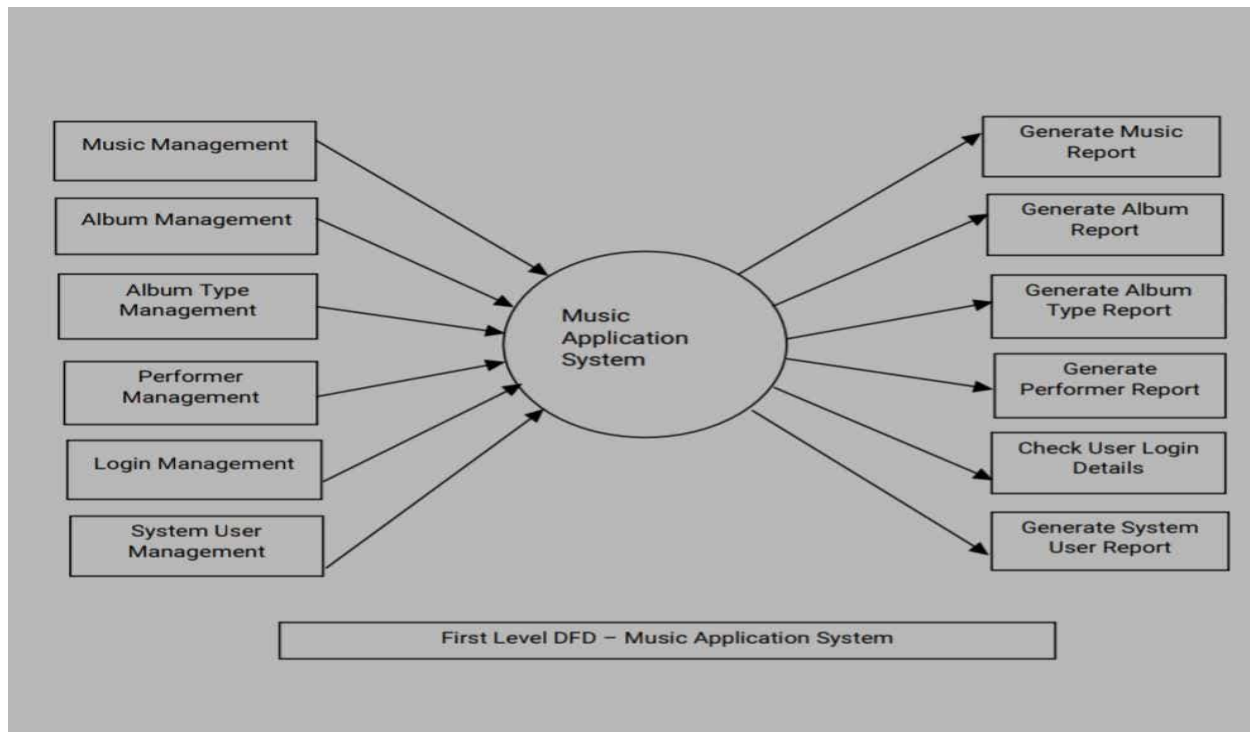 Music Management
Album Management
Album Type
Management
Performer
Management
Login Management
System User
Management
Music
Application
System
Generate Music
Report
Generate Album
Report
Generate Album
Type Report
Generate
Performer Report
Check User Login
Details
Generate System
User Report
First Level DFD – Music Application System